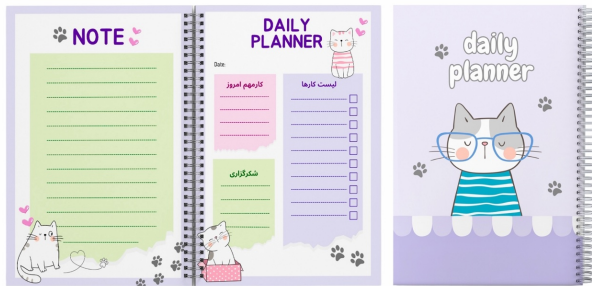 NOTE
DAILY
PLANNER
Date:
کارمهم امروز
لیست کارها
شکرگزاری
daily
planner